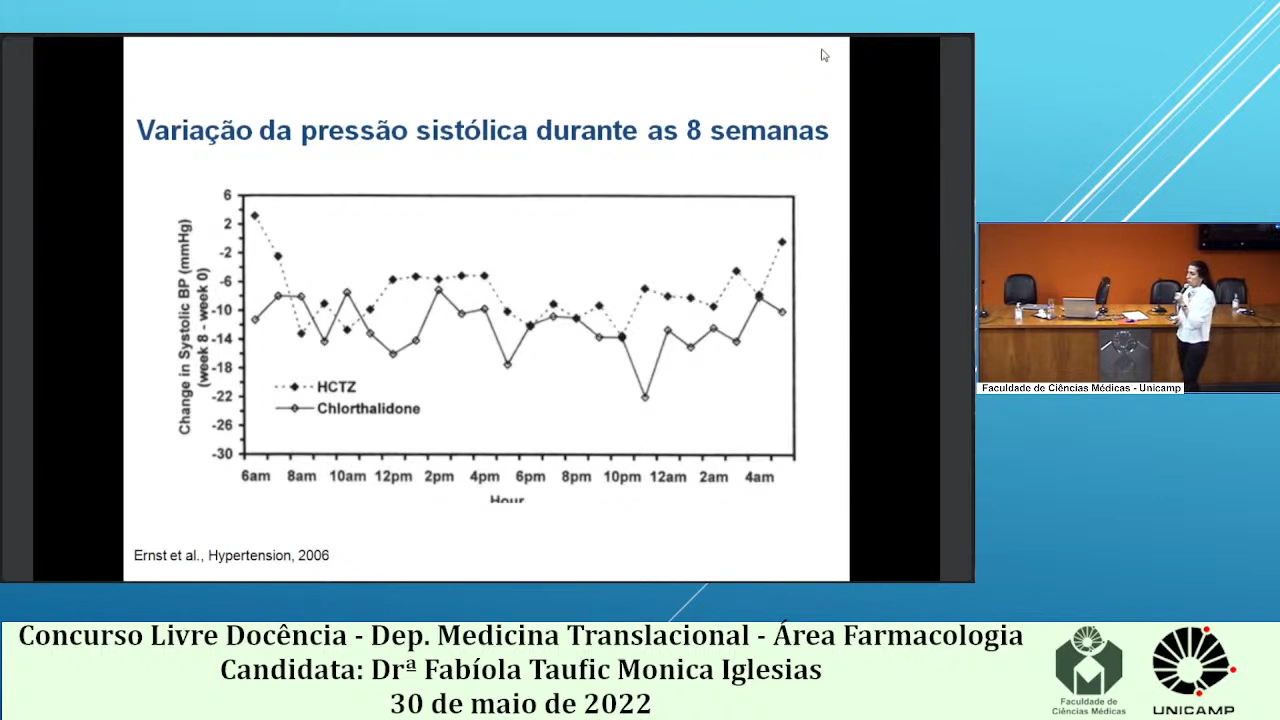 Variação da pressão sistólica durante as 8 semanas
Change in Systolic BP (mmHg)
(week 8 - week 0)
6
2
-2
-6
-10
-14
-18
-22
-26
-30
HCTZ
Chlorthalidone
6am 8am 10am 12pm 2pm 4pm 6pm 8pm 10pm 12am 2am 4am
Hour
Ernst et al., Hypertension, 2006
Faculdade de Ciências Médicas - Unicamp
Concurso Livre Docência - Dep. Medicina Translacional - Área Farmacologia
Candidata: Drª Fabíola Taufic Monica Iglesias
30 de maio de 2022
Faculdade de
Ciências Médicas
UNICAMP